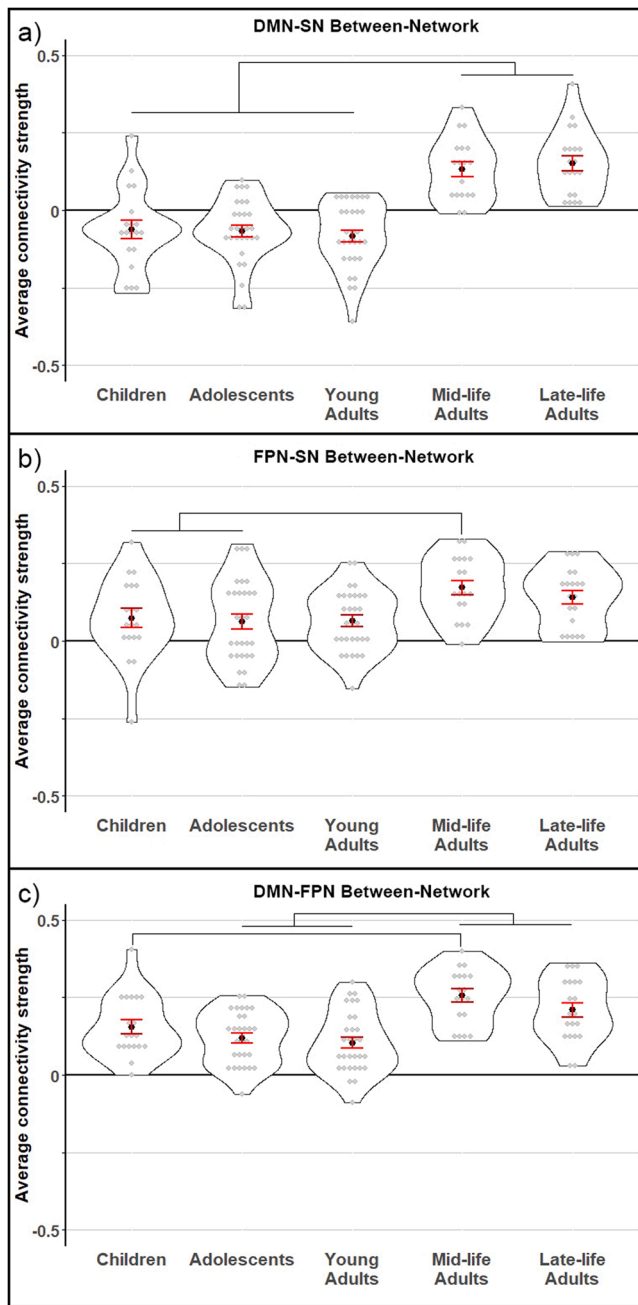 a)
DMN-SN Between-Network
Average connectivity strength
0.5
0
-0.5
Children Adolescents Young Adults Mid-life Adults Late-life Adults
b)
FPN-SN Between-Network
Average connectivity strength
0.5
0
-0.5
Children Adolescents Young Adults Mid-life Adults Late-life Adults
c)
DMN-FPN Between-Network
Average connectivity strength
0.5
0
-0.5
Children Adolescents Young Adults Mid-life Adults Late-life Adults